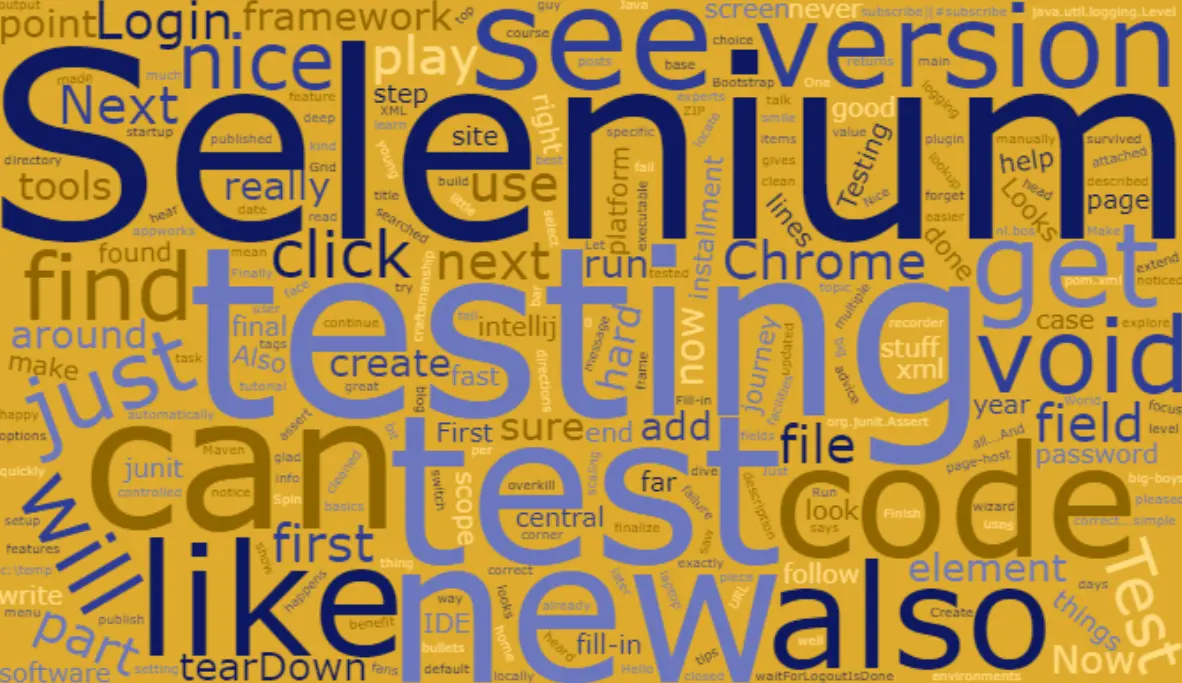 output
point
Login
framework
top
guy
Java
screen
never
subscribe|(#subscribe
java.util.logging.Level
course
choice
nice
play
see
version
posts
base
returns
main
made
much
Next
feature
deep
step
XML
learn
right
Bootstrap
One
experts
ZIP
talk
smile
good
logging
Selenium
startup
published
kind
directory
tools
Grid
really
site
young
best
build
use
little
specific
locate
fail
items
value
gives
clean
Testing
plugin
manually
survived
attached
help
head
lookup
Nice
forget
described
page
Looks
easier
hear
appworks
date
read
title
searched
select
platform
executable
installment
lines
done
nl.bos
Make
found
mean
click
next
Let
run
tested
Chrome
get
extend
find
Finally
face
try
craftsmanship
bar
testing
topic
multiple
pom.xml
noticed
around
user
final
tags
continue
tell
intellij
message
hard
now
journey
updated
recorder
case
explore
make
task
Also
create
fast
directions
frame
stuff
xml
void
just
tutorial
great
blog
Fill-in
facilities
advice
year
World
focus
happy
automatically
assert
bit
First
sure
end
add
fields
file
org.Junit.Assert
field
level
options
can
Maven
glad
per
test
all...And
password
quickly
junit
info
cleaned
switch
scope
scaling
dive
Just
page-host
big-boys
controlled
notice
Spin
basics
overkill
far
failure
description
Run
look
code
wizard
pleased
setup
will
central
finalize
says
Finish
uses
correct...simple
features
first
corner
saw
c:\temp
show
like
thing
correct
exactly
follow
element
Test
write
happens
way
looks
new
later
laptop
piece
URL
also
days
things
menu
publish
benefit
IDE
already
Create
part
bullets
home
heard
fill-in
tips
well
Now
software
setting
tearDown
fans
default
locally
Hello
closed
waitForLogoutIsDone
environments